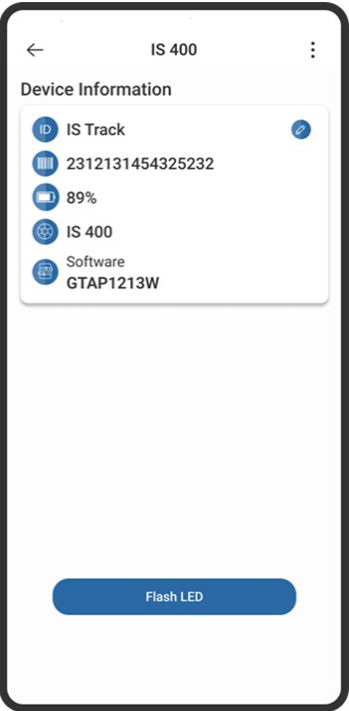 IS 400
Device Information
ID IS Track
2312131454325232
89%
IS 400
Software
GTAP1213W
Flash LED